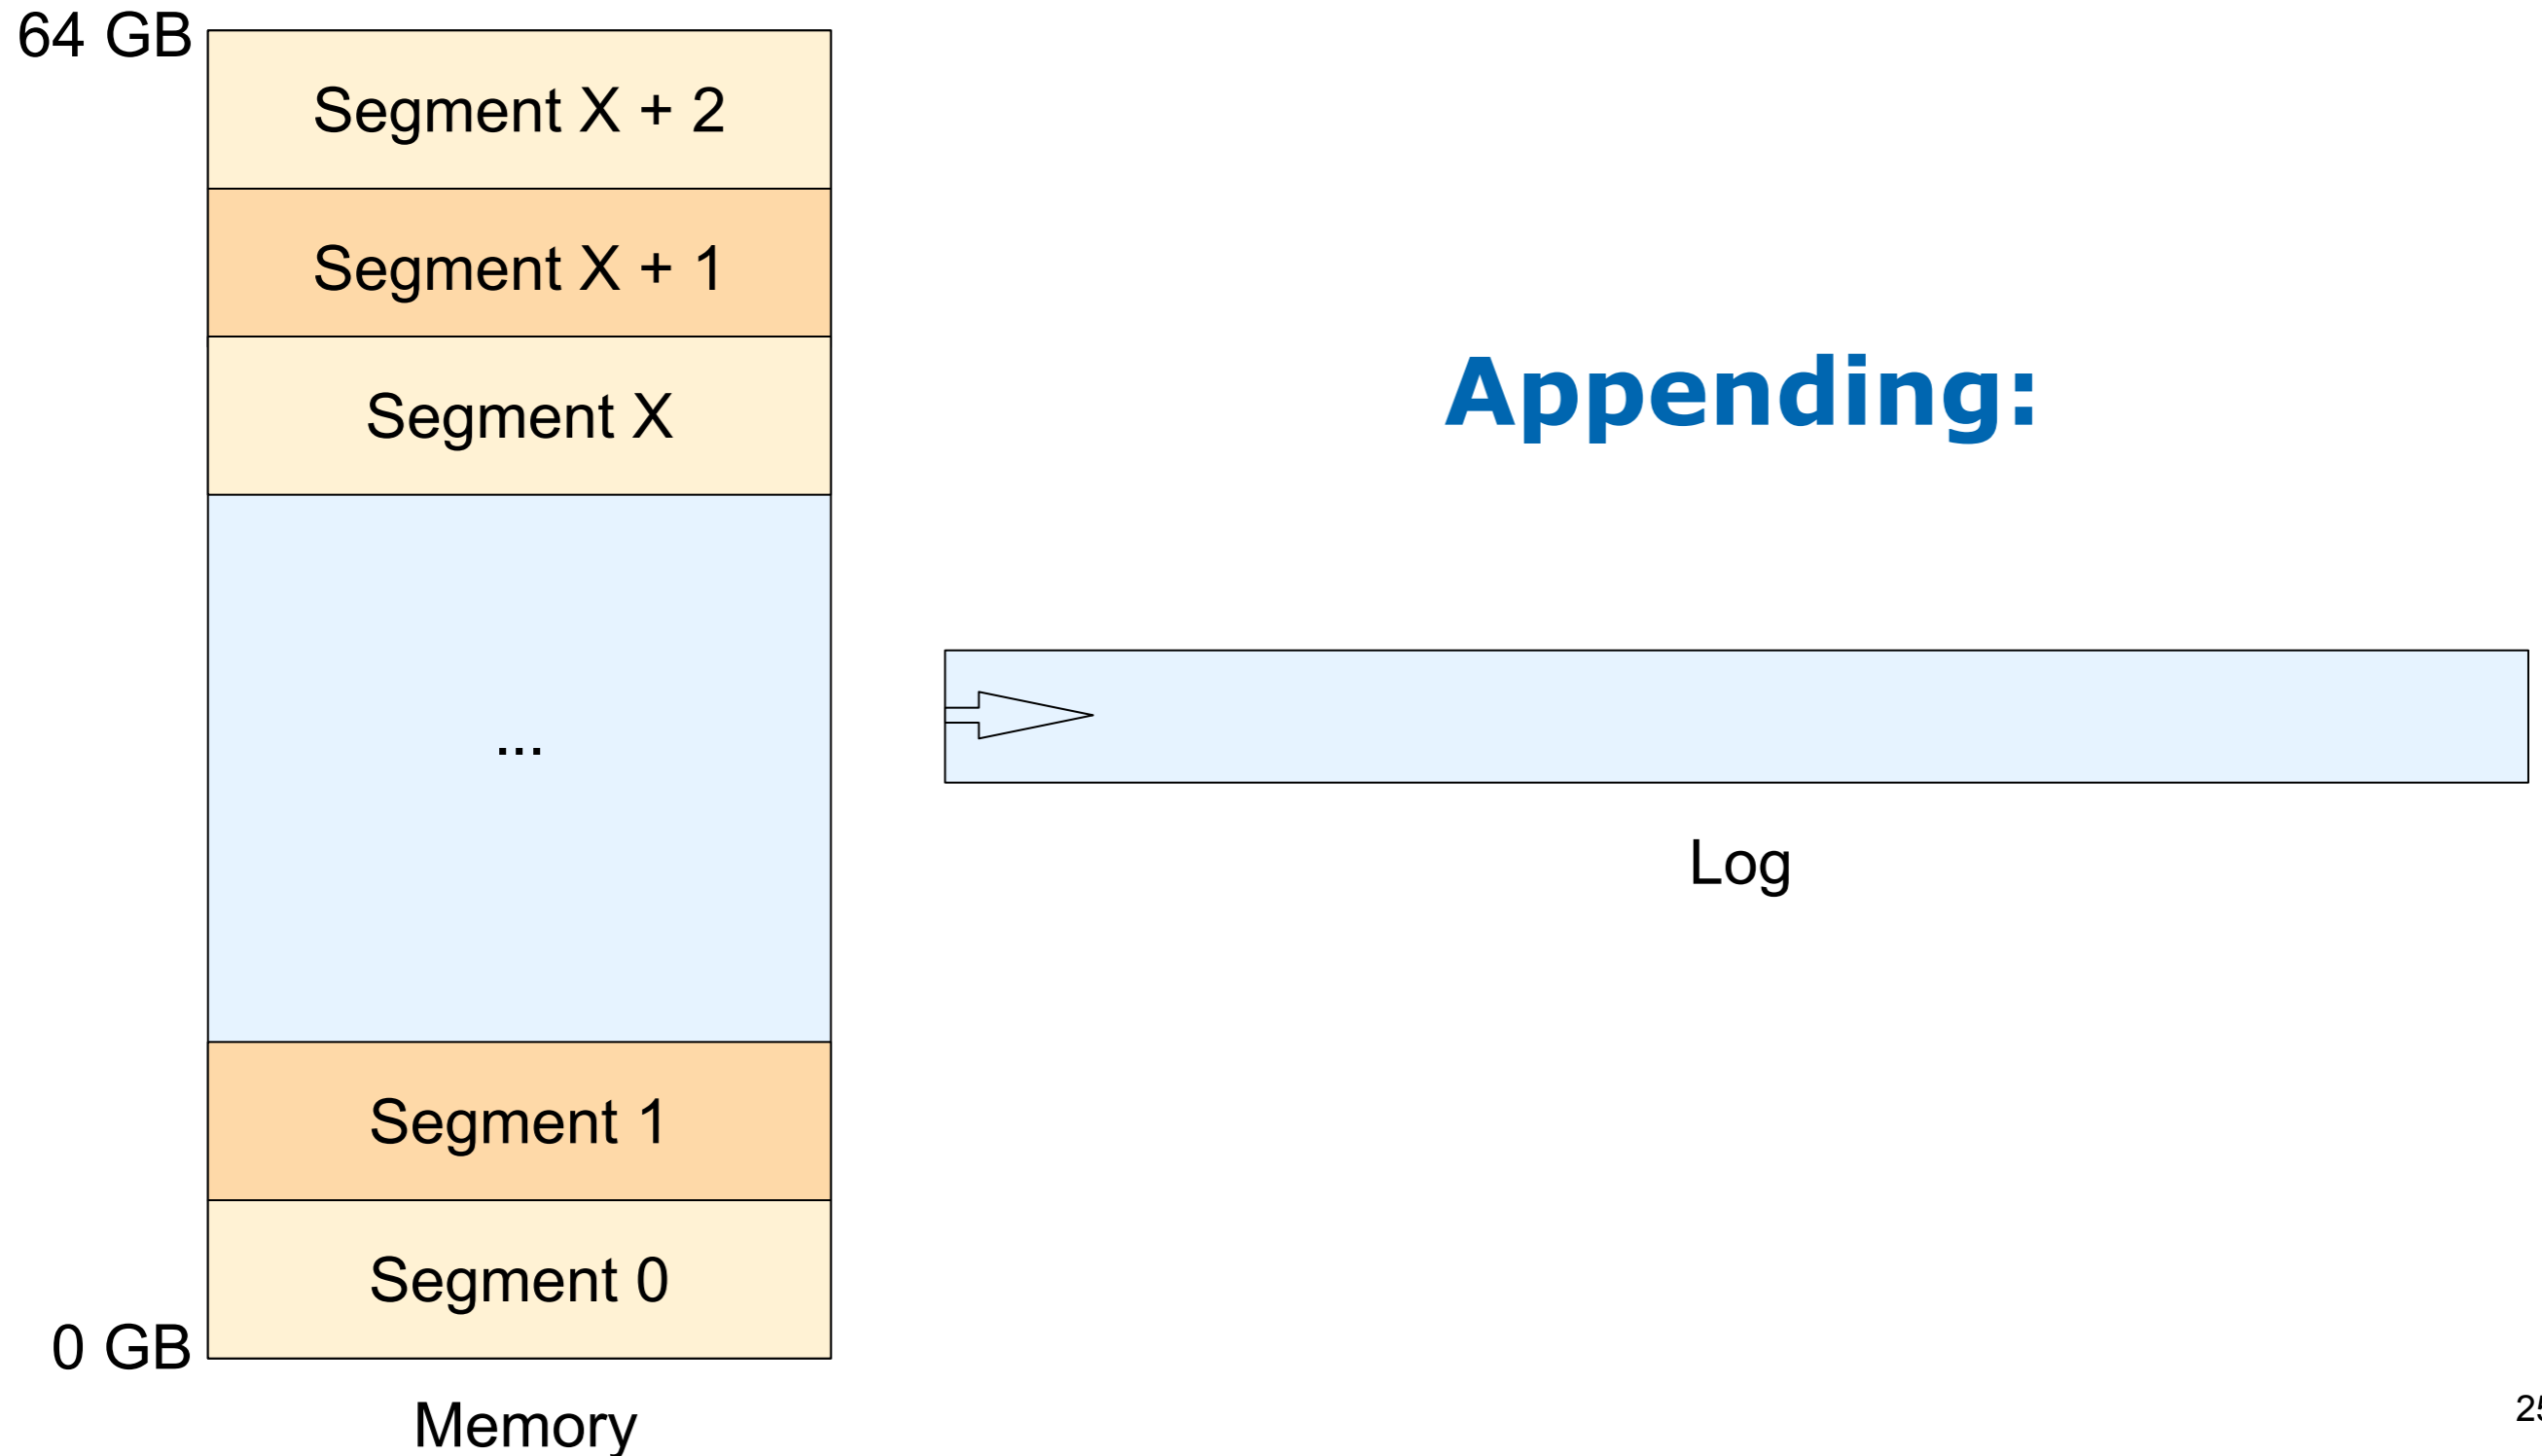 64 GB
Segment X + 2
Segment X + 1
Segment X
...
Segment 1
Segment 0
0 GB
Memory
Appending:
Log